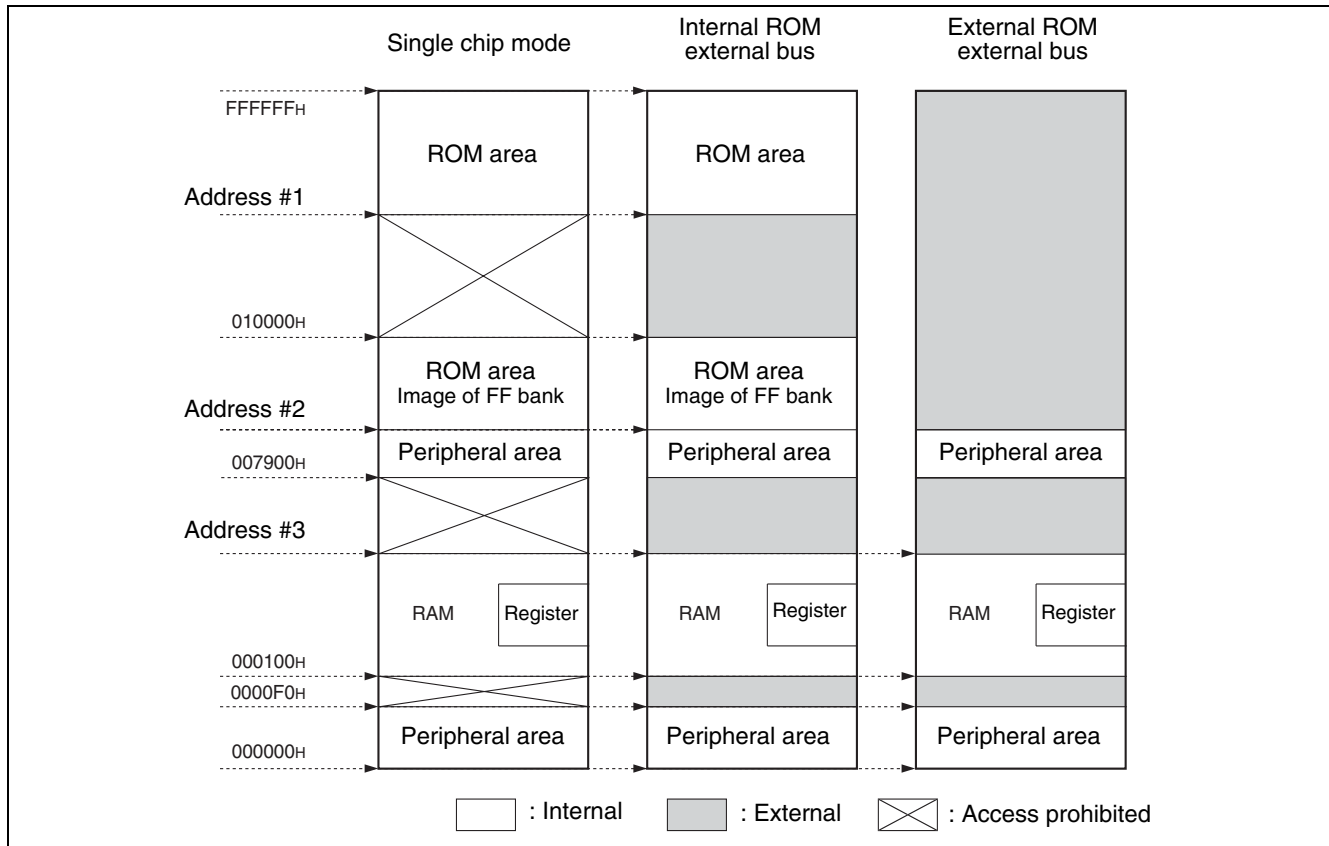 Single chip mode
Internal ROM
external bus
External ROM
external bus
FFFFFFH
ROM area
ROM area
Address #1
010000H
ROM area
Image of FF bank
ROM area
Image of FF bank
Address #2
Peripheral area
Peripheral area
Peripheral area
007900H
Address #3
RAM
Register
RAM
Register
RAM
Register
000100H
0000F0H
Peripheral area
Peripheral area
Peripheral area
000000H
: Internal
: External
: Access prohibited